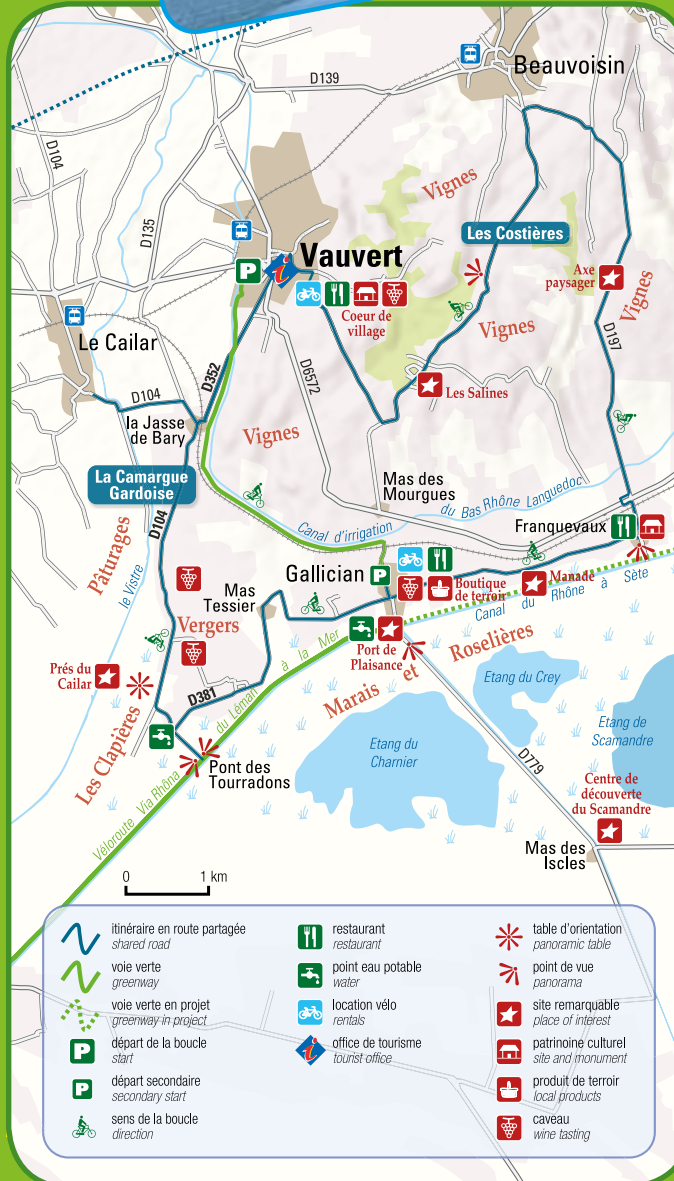 Beauvoisin
D139
D104
D135
Vignes
Les Costières
Vauvert
P
i
Axe
paysager
Coeur de
village
Vignes
Vignes
Le Cailar
D352
D6572
D197
D104
Les Salines
la Jasse
de Bary
Vignes
La Camargue
Gardoise
Mas des
Mourgues
du Bas Rhône Languedoc
D104
Canal d'irrigation
Franquevaux
Pâturages
le Vistre
Gallician
P
Boutique
de terroir
Manade
Canal du Rhône à Sète
Mas
Tessier
Vergers
Port de
Plaisance
Marais et Roselières
Prés du
Cailar
D381
Etang du Crey
Etang de
Scamandre
Les Clapières
Etang du
Charnier
D779
Pont des
Tourradons
Véloroute Via Rhôna du Léman à la Mer
Centre de
découverte
du Scamandre
Mas des
Iscles
0 1 km
itinéraire en route partagée
shared road
voie verte
greenway
voie verte en projet
greenway in project
P
départ de la boucle
start
P
départ secondaire
secondary start
sens de la boucle
direction
restaurant
restaurant
point eau potable
water
location vélo
rentals
i
office de tourisme
tourist office
table d'orientation
panoramic table
point de vue
panorama
site remarquable
place of interest
patrinoine culturel
site and monument
produit de terroir
local products
caveau
wine tasting